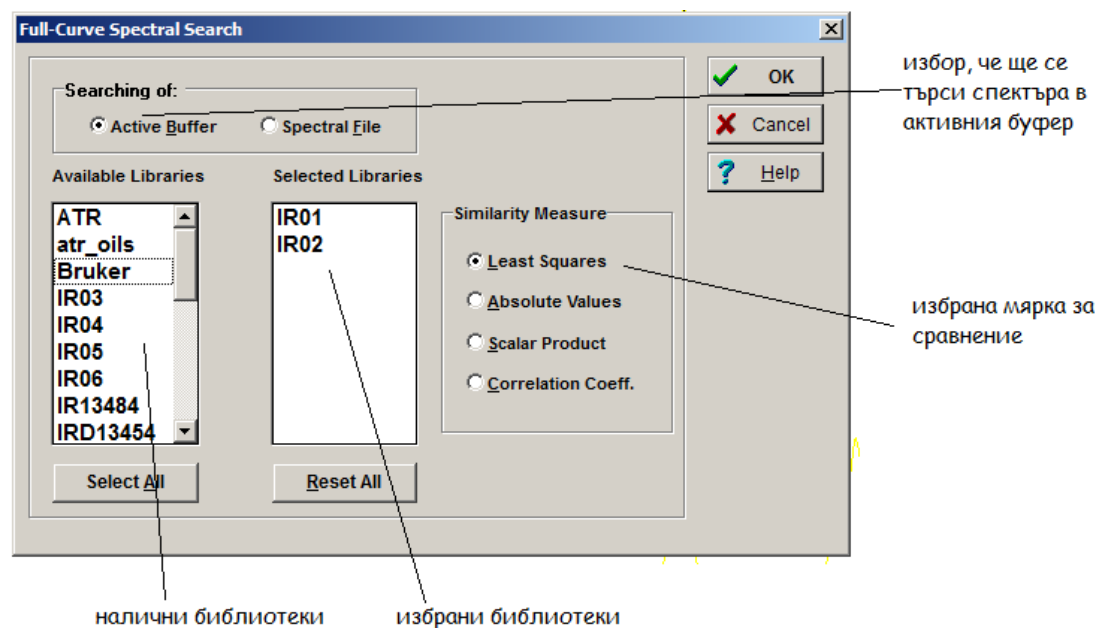 Full-Curve Spectral Search
Searching of:
Active Buffer
Spectral File
OK
Cancel
Help
избор, че ще се
търси спектъра в
активния буфер
Available Libraries
Selected Libraries
ATR
atr_oils
Bruker
IR03
IR04
IR05
IR06
IR13484
IRD13454
IR01
IR02
Similarity Measure
Least Squares
Absolute Values
Scalar Product
Correlation Coeff.
избрана мярка за
сравнение
Select All
Reset All
налични библиотеки
избрани библиотеки